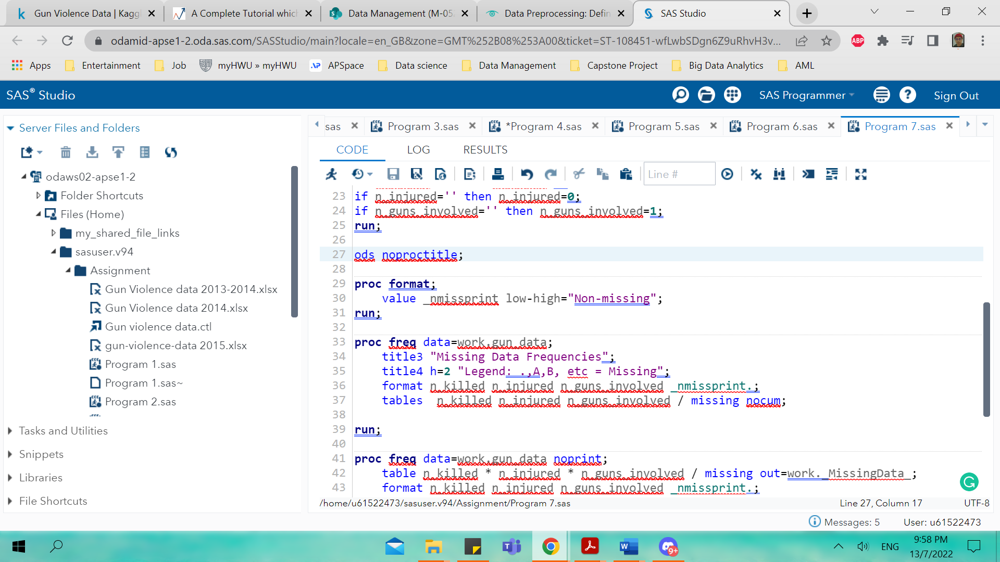 Gun Violence Data | Kaggl
A Complete Tutorial which
Data Management (M-052
Data Preprocessing: Defin
SAS Studio
odamid-apse1-2.oda.sas.com/SASStudio/main?locale=en_GB&zone=GMT%252B08%253A00&ticket=ST-108451-wfLwbSDgn6Z9uRhvH3v...
ABP
Apps
Entertainment
Job
myHWU » myHWU
APSpace
Data science
Data Management
Capstone Project
Big Data Analytics
AML
SAS® Studio
SAS Programmer
Sign Out
Server Files and Folders
odaws02-apse1-2
Folder Shortcuts
Files (Home)
my_shared_file_links
sasuser.v94
Assignment
Gun Violence data 2013-2014.xlsx
Gun Violence data 2014.xlsx
Gun violence data.ctl
gun-violence-data 2015.xlsx
Program 1.sas
Program 1.sas~
Program 2.sas
Tasks and Utilities
Snippets
Libraries
File Shortcuts
sas
Program 3.sas
*Program 4.sas
Program 5.sas
Program 6.sas
Program 7.sas
CODE
LOG
RESULTS
Line #
23 if n_injured='' then n_injured=0;
24 if n_guns_involved='' then n_guns_involved=1;
25 run;
26
27 ods noproctitle;
28
29 proc format;
30 value _nmissprint low-high="Non-missing";
31 run;
32
33 proc freq data=work.gun_data;
34 title3 "Missing Data Frequencies";
35 title4 h=2 "Legend: .,A,B, etc = Missing";
36 format n_killed n_injured n_guns_involved _nmissprint.;
37 tables n_killed n_injured n_guns_involved / missing nocum;
38
39 run;
40
41 proc freq data=work.gun_data noprint;
42 table n_killed * n_injured * n_guns_involved / missing out=work._MissingData_;
43 format n_killed n_injured n_guns_involved _nmissprint.;
/home/u61522473/sasuser.v94/Assignment/Program 7.sas
Line 27, Column 17
UTF-8
Messages: 5
User: u61522473
9+
ENG
9:58 PM
13/7/2022